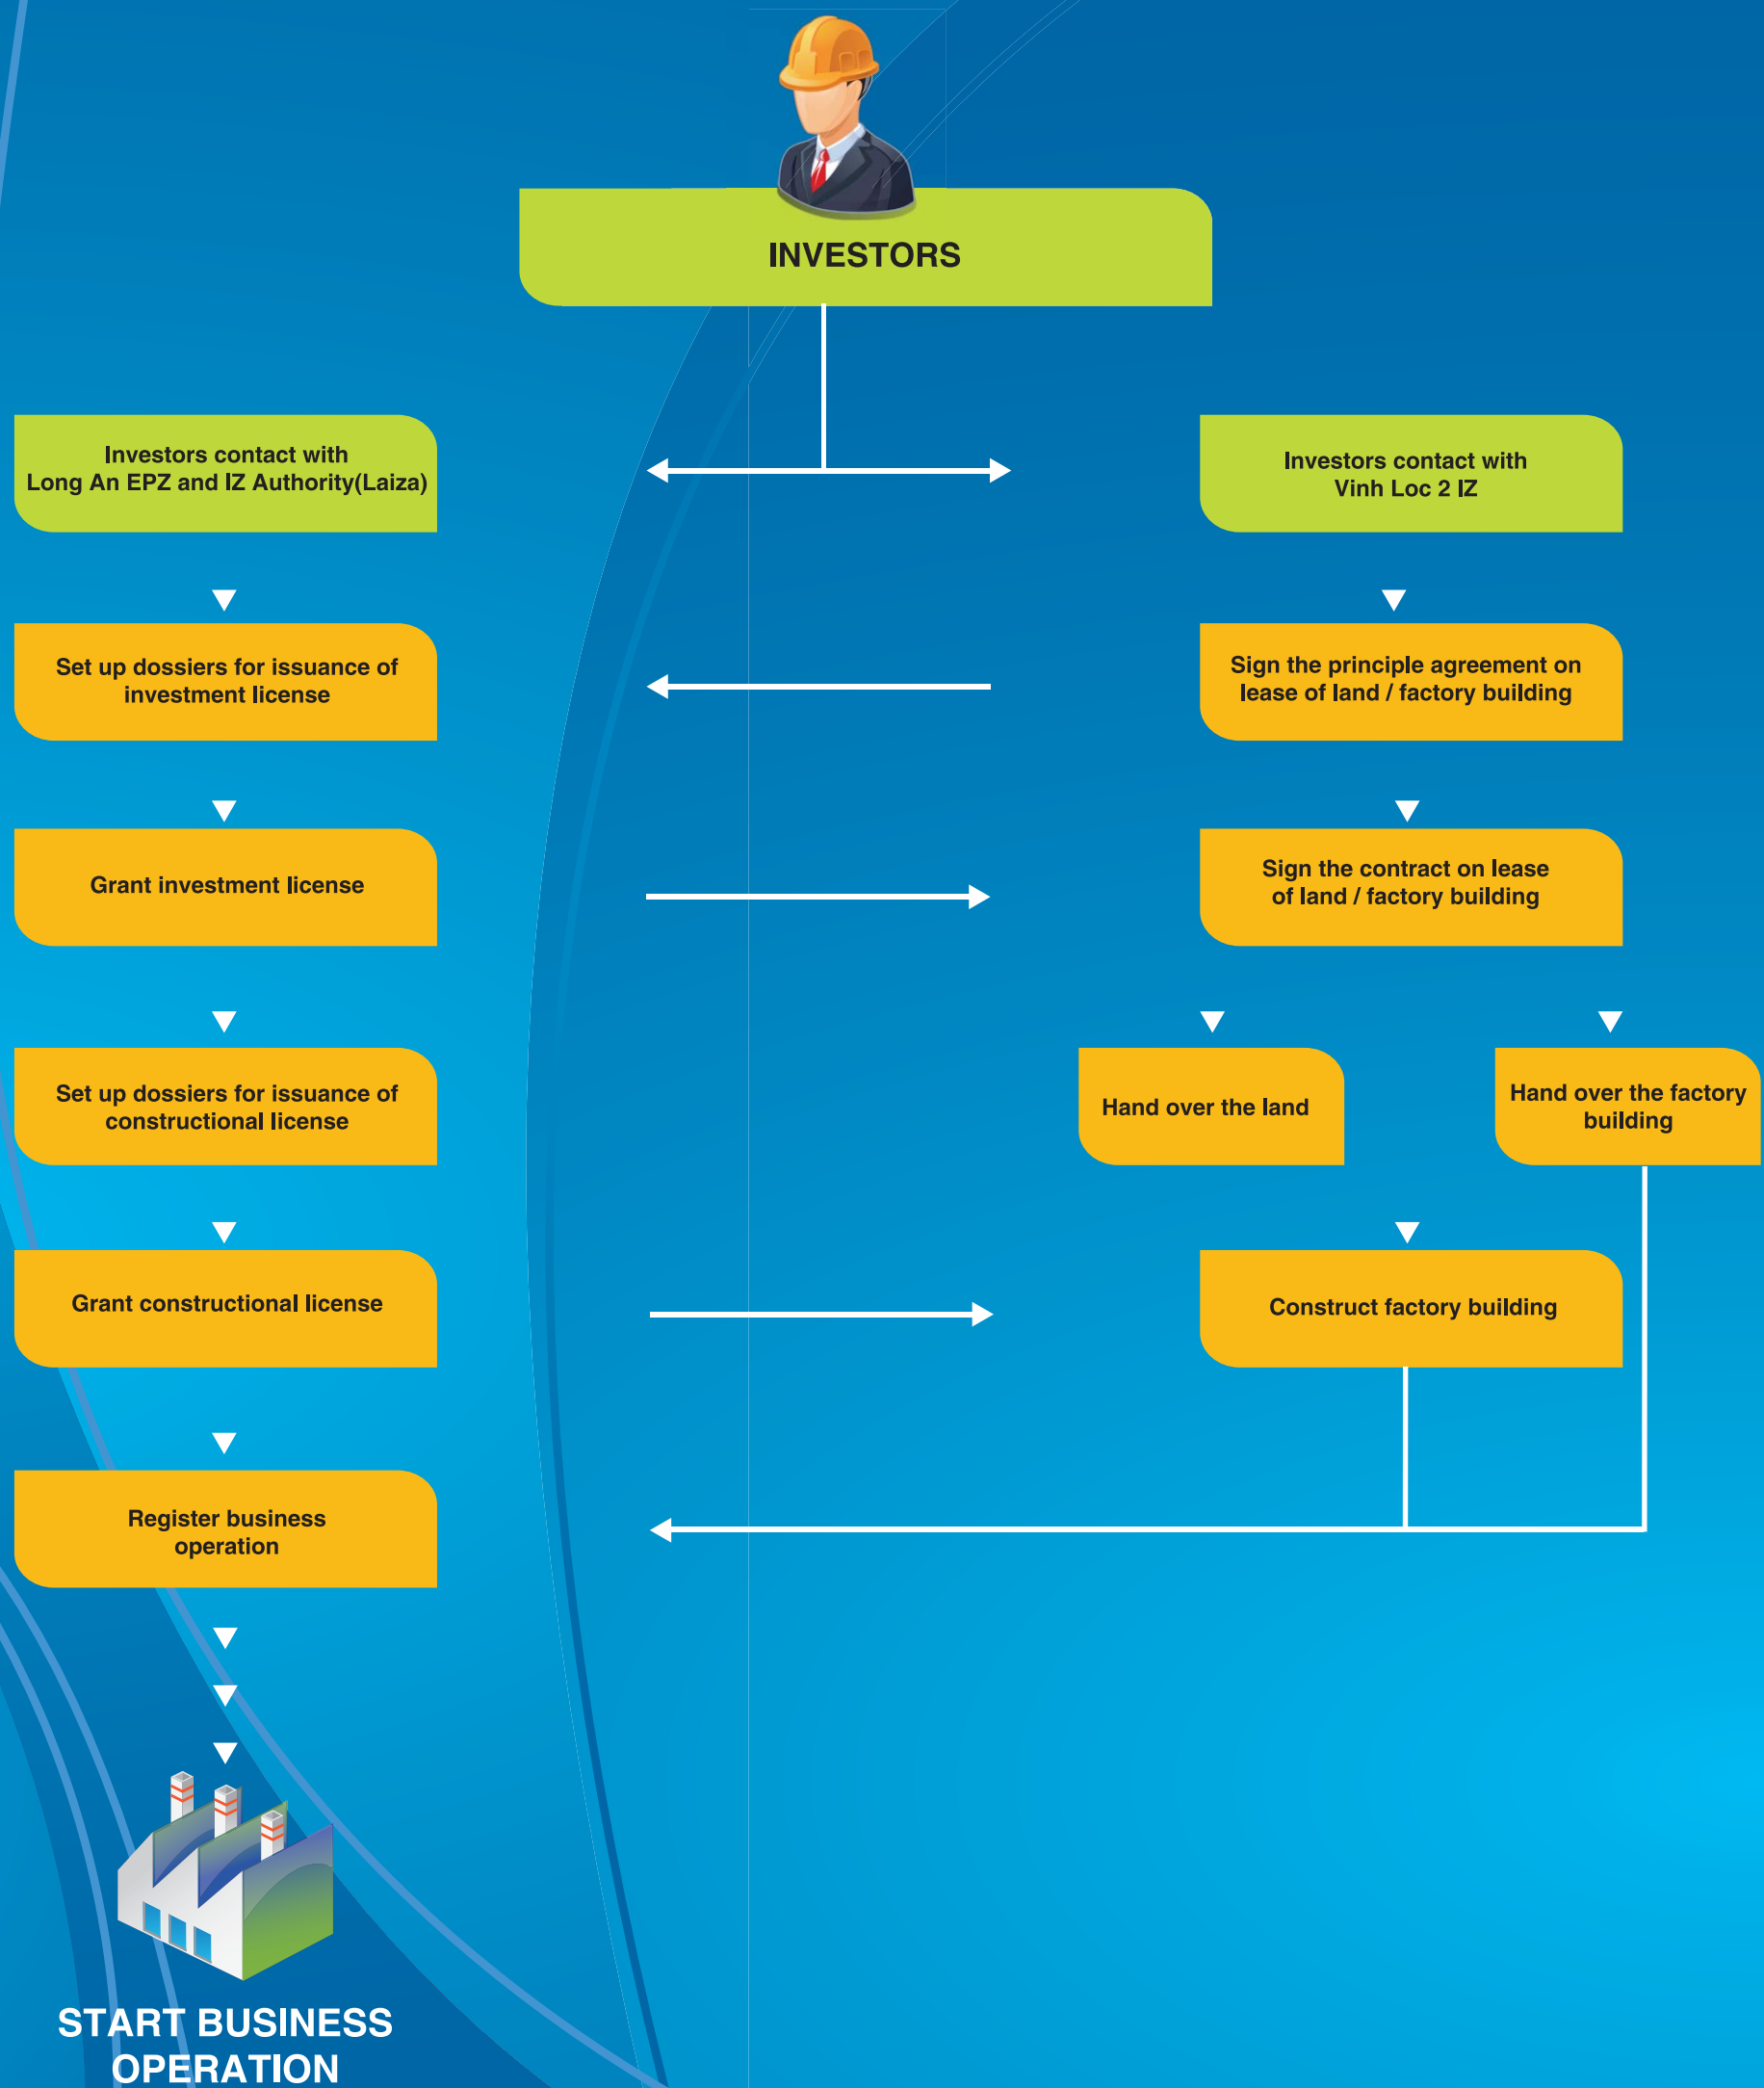 INVESTORS
Investors contact with
Long An EPZ and IZ Authority(Laiza)
Investors contact with
Vinh Loc 2 IZ
Set up dossiers for issuance of
investment license
Sign the principle agreement on
lease of land / factory building
Grant investment license
Sign the contract on lease
of land / factory building
Set up dossiers for issuance of
constructional license
Hand over the land
Hand over the factory
building
Grant constructional license
Construct factory building
Register business
operation
START BUSINESS
OPERATION